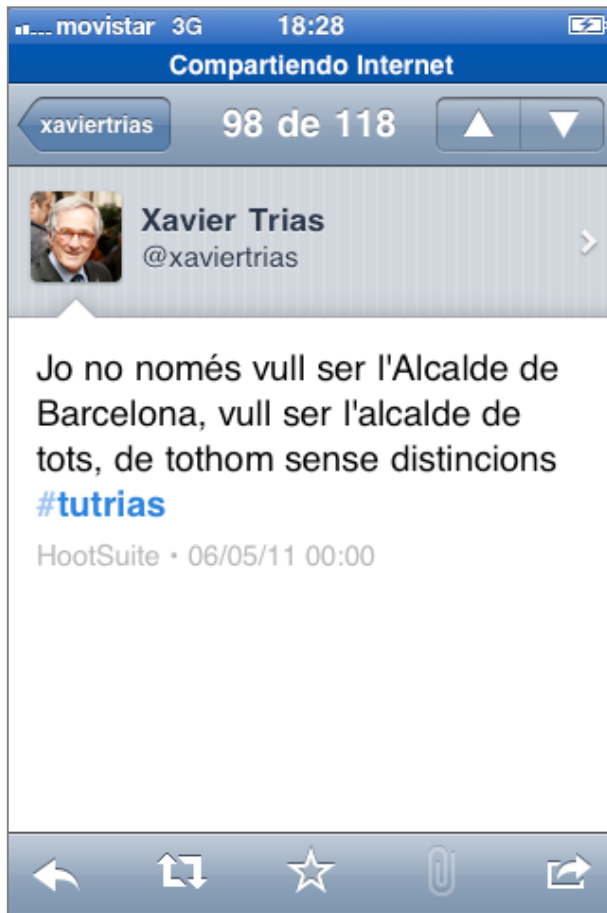 movistar 3G 18:28
Compartiendo Internet
xaviertrias 98 de 118
Xavier Trias
@xaviertrias
Jo no només vull ser l'Alcalde de
Barcelona, vull ser l'alcalde de
tots, de tothom sense distincions
#tutrias
HootSuite • 06/05/11 00:00